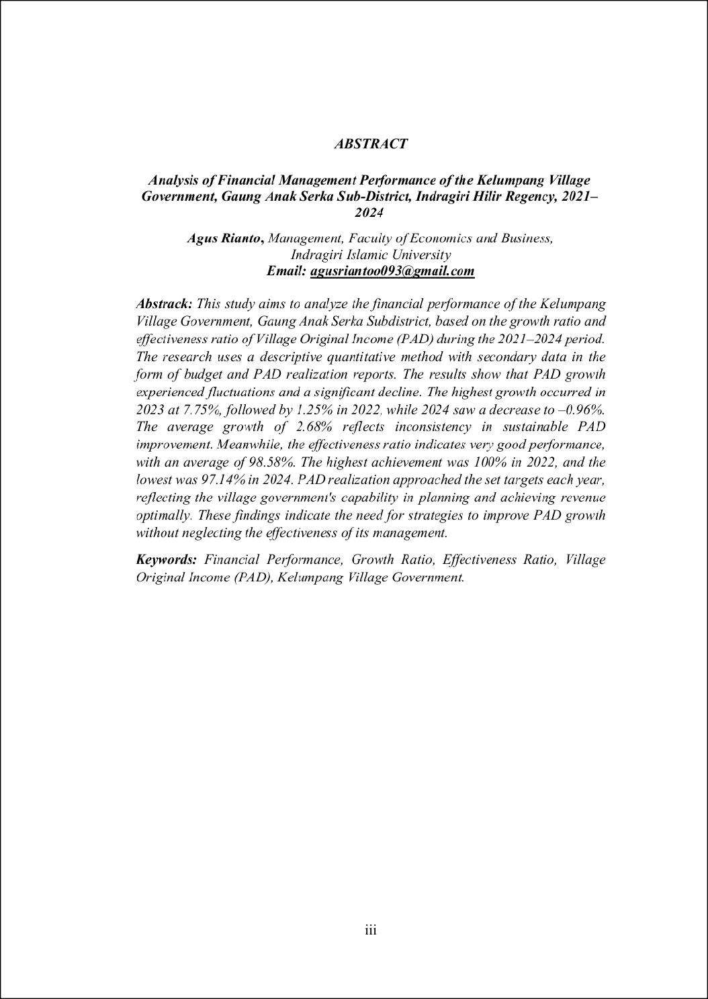 ABSTRACT
Analysis of Financial Management Performance of the Kelumpang Village
Government, Gaung Anak Serka Sub-District, Indragiri Hilir Regency, 2021–
2024
Agus Rianto, Management, Faculty of Economics and Business,
Indragiri Islamic University
Email: agusriantoo093@gmail.com
Abstrack: This study aims to analyze the financial performance of the Kelumpang
Village Government, Gaung Anak Serka Subdistrict, based on the growth ratio and
effectiveness ratio of Village Original Income (PAD) during the 2021–2024 period.
The research uses a descriptive quantitative method with secondary data in the
form of budget and PAD realization reports. The results show that PAD growth
experienced fluctuations and a significant decline. The highest growth occurred in
2023 at 7.75%, followed by 1.25% in 2022, while 2024 saw a decrease to –0.96%.
The average growth of 2.68% reflects inconsistency in sustainable PAD
improvement. Meanwhile, the effectiveness ratio indicates very good performance,
with an average of 98.58%. The highest achievement was 100% in 2022, and the
lowest was 97.14% in 2024. PAD realization approached the set targets each year,
reflecting the village government's capability in planning and achieving revenue
optimally. These findings indicate the need for strategies to improve PAD growth
without neglecting the effectiveness of its management.
Keywords: Financial Performance, Growth Ratio, Effectiveness Ratio, Village
Original Income (PAD), Kelumpang Village Government.
iii